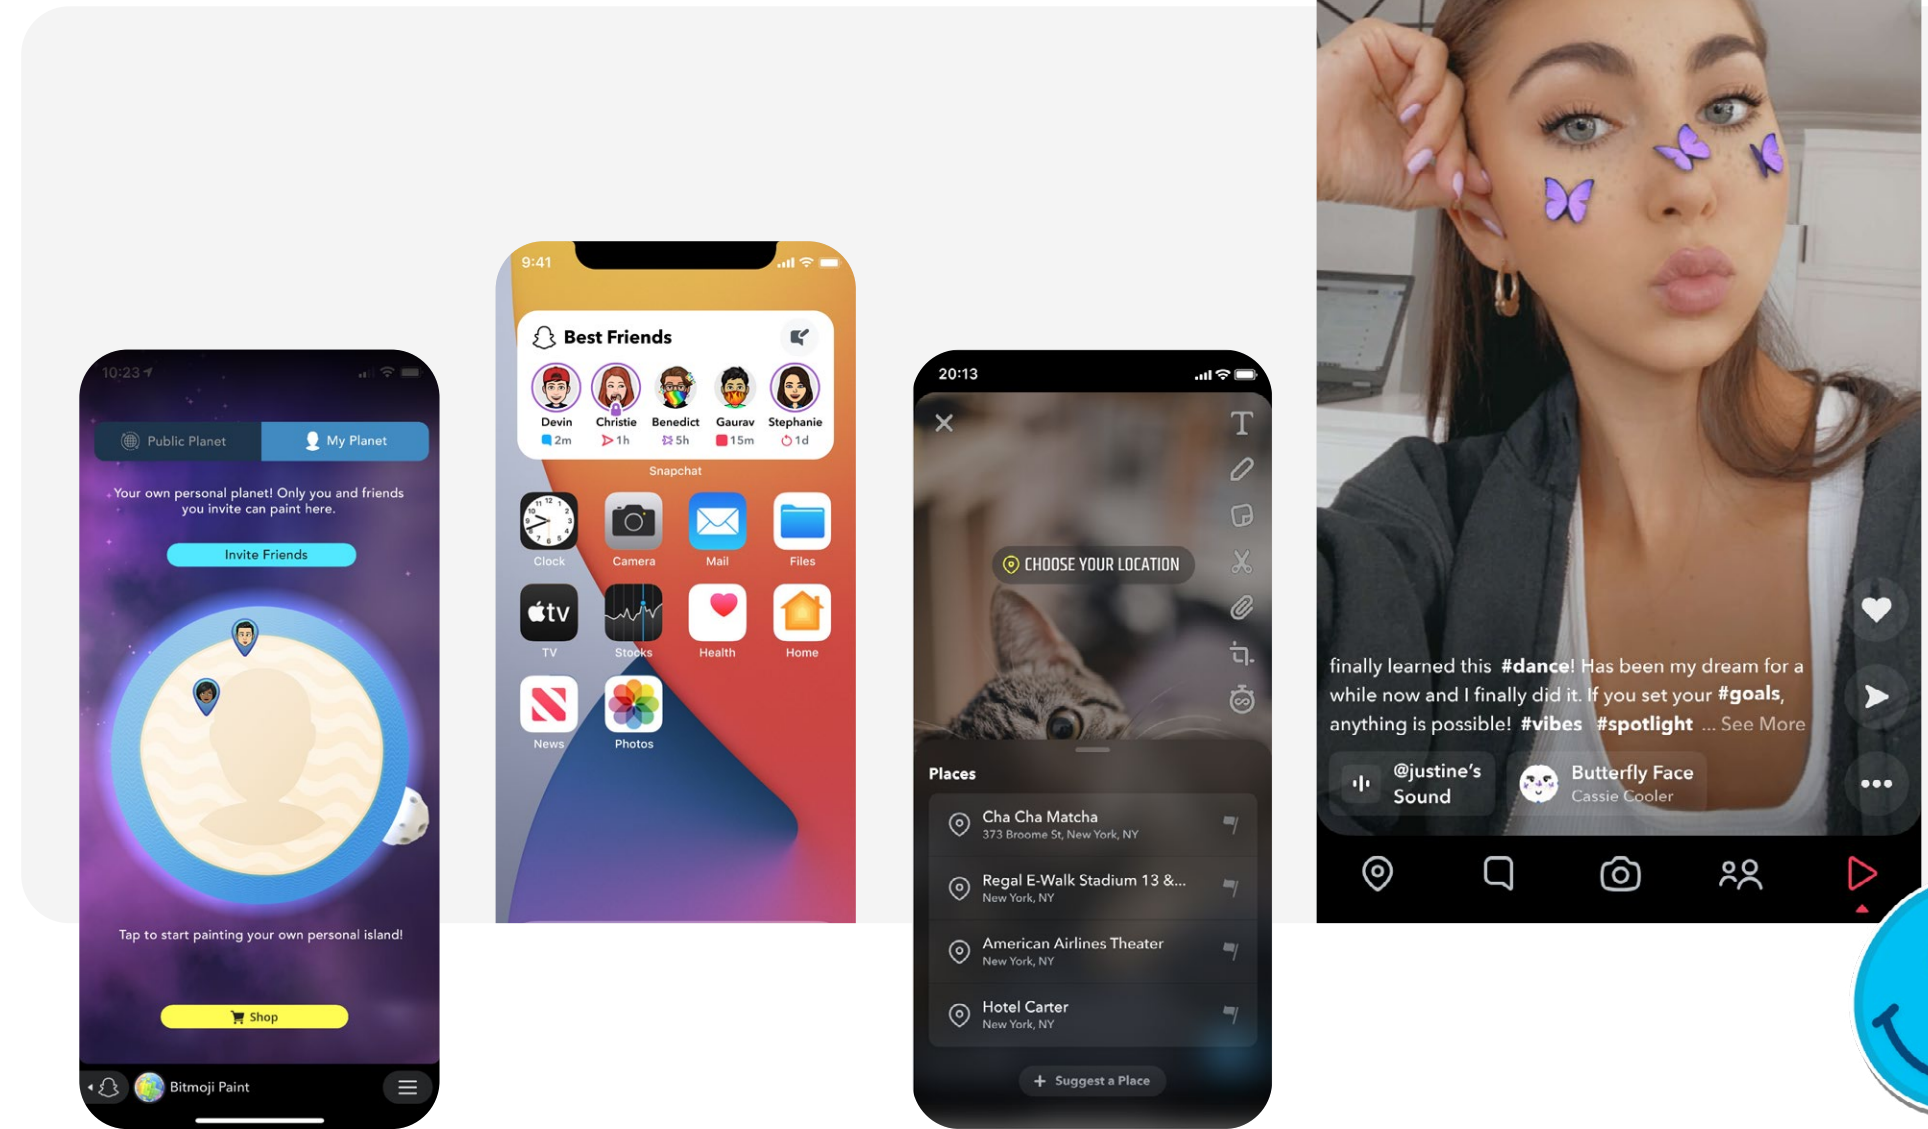 10:23
Public Planet
My Planet
Your own personal planet! Only you and friends
you invite can paint here.
Invite Friends
Tap to start painting your own personal island!
Shop
Bitmoji Paint
9:41
Best Friends
Devin
Christie
Benedict
Gaurav
Stephanie
2m
1h
5h
15m
1d
Snapchat
12
Clock
Camera
Mail
Files
tv
TV
Stocks
Health
Home
News
Photos
20:13
T
CHOOSE YOUR LOCATION
Places
Cha Cha Matcha
373 Broome St, New York, NY
Regal E-Walk Stadium 13 &...
New York, NY
American Airlines Theater
New York, NY
Hotel Carter
New York, NY
+ Suggest a Place
finally learned this #dance! Has been my dream for a
while now and I finally did it. If you set your #goals,
anything is possible! #vibes #spotlight ... See More
@justine's
Sound
Butterfly Face
Cassie Cooler